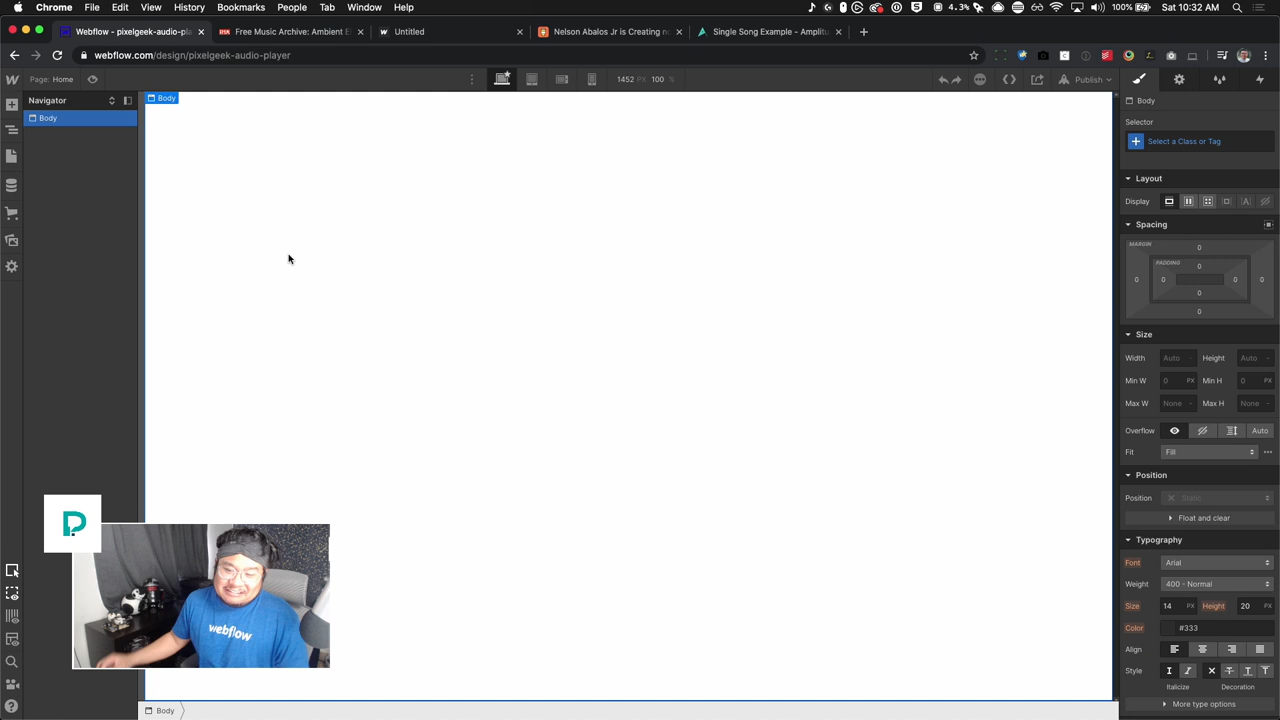 Chrome File Edit View History Bookmarks People Tab Window Help 4.3% 100% Sat 10:32 AM
Webflow - pixelgeek-audio-pla Free Music Archive: Ambient E Untitled Nelson Abalos Jr is Creating no Single Song Example - Amplitu
webflow.com/design/pixelgeek-audio-player
Page: Home 1452 PX 100 % Publish
Navigator
Body
Body
Body
Selector
Select a Class or Tag
Layout
Display
Spacing
MARGIN
0
PADDING
0
0 0 0 0
0
0
Size
Width Auto - Height Auto -
Min W 0 PX Min H 0 PX
Max W None - Max H None -
Overflow Auto
Fit Fill
Position
Position Static
Float and clear
Typography
Font Arial
Weight 400 - Normal
Size 14 PX Height 20 PX
Color #333
Align
Style
Italicize Decoration
More type options
webflow
Body